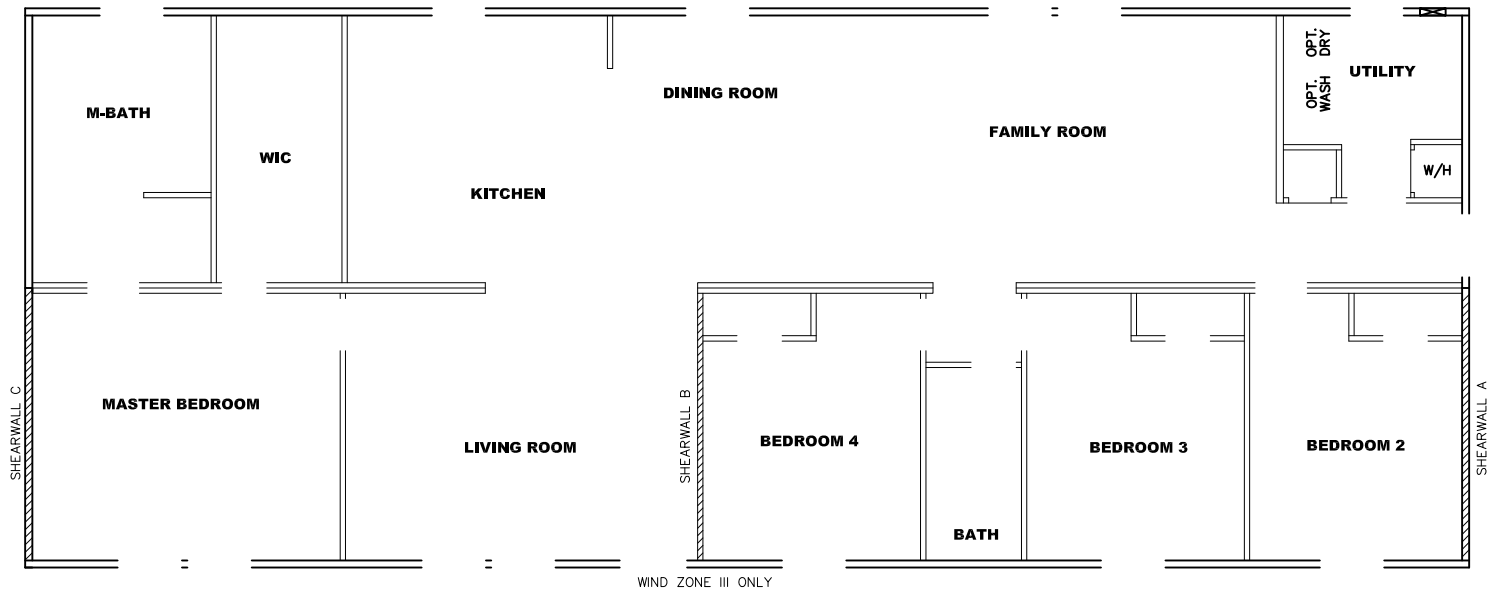 M-BATH
WIC
KITCHEN
DINING ROOM
FAMILY ROOM
OPT. OPT.
WASH DRY
UTILITY
W/H
SHEARWALL C
MASTER BEDROOM
LIVING ROOM
SHEARWALL B
BEDROOM 4
BATH
BEDROOM 3
BEDROOM 2
SHEARWALL A
WIND ZONE III ONLY